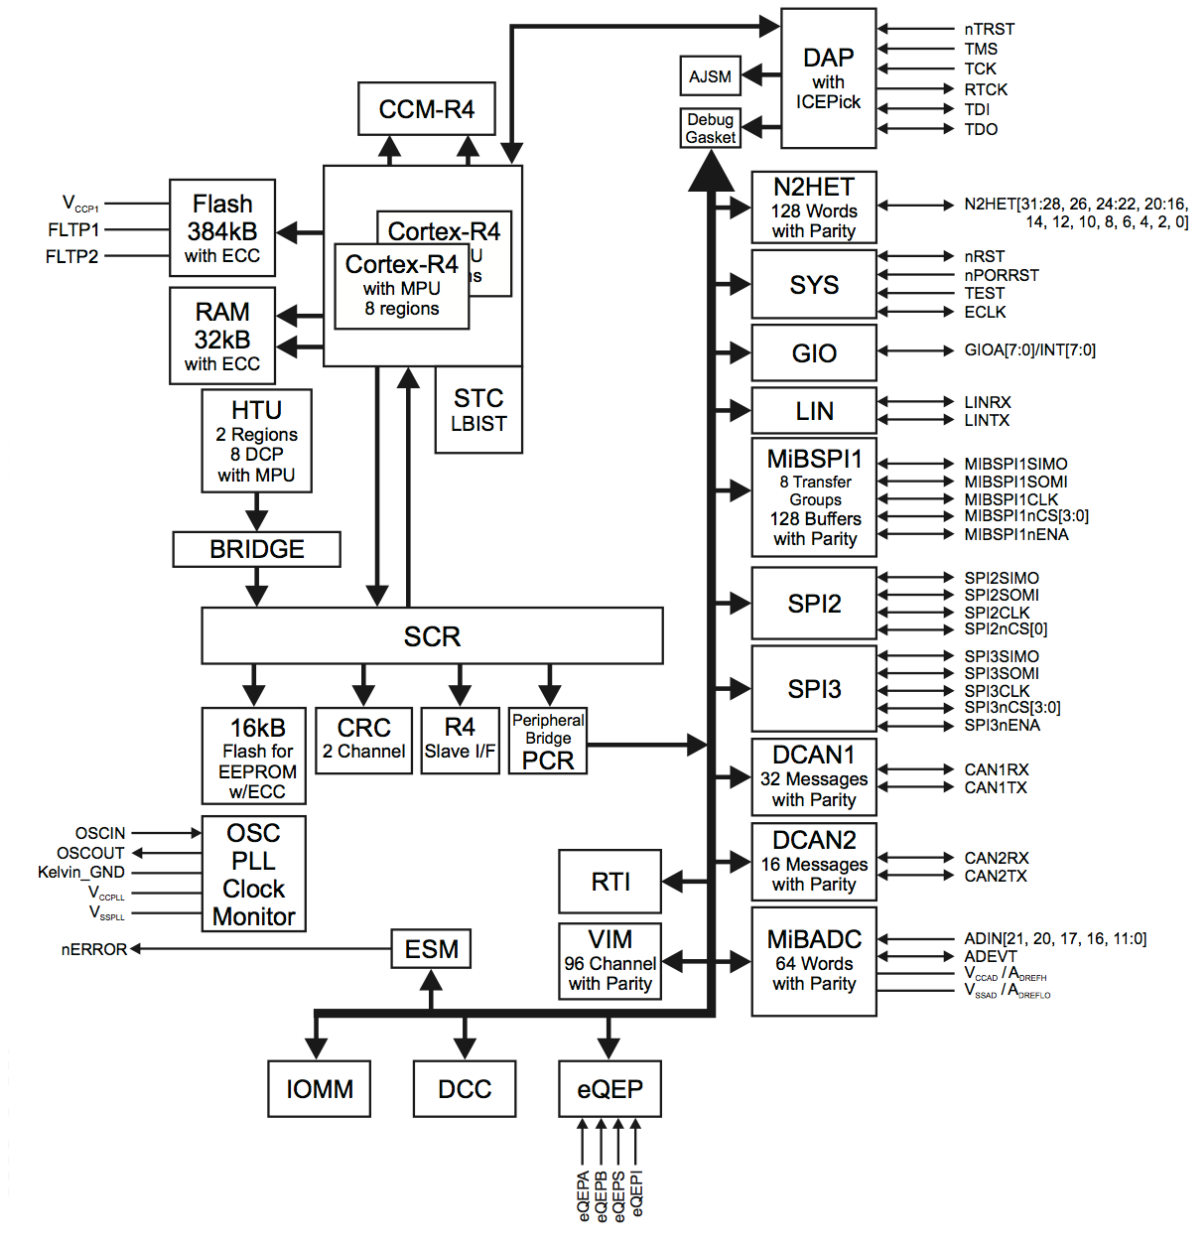 DAP
with
ICEPick
nTRST
TMS
TCK
RTCK
TDI
TDO
AJSM
Debug
Gasket
CCM-R4
VCCP1
FLTP1
FLTP2
Flash
384kB
with ECC
RAM
32kB
with ECC
Cortex-R4
U
ns
Cortex-R4
with MPU
8 regions
STC
LBIST
HTU
2 Regions
8 DCP
with MPU
BRIDGE
SCR
16kB
Flash for
EEPROM
w/ECC
CRC
2 Channel
R4
Slave I/F
Peripheral
Bridge
PCR
N2HET
128 Words
with Parity
N2HET[31:28, 26, 24:22, 20:16,
14, 12, 10, 8, 6, 4, 2, 0]
SYS
nRST
nPORRST
TEST
ECLK
GIO
GIOA[7:0]/INT[7:0]
LIN
LINRX
LINTX
MiBSPI1
8 Transfer
Groups
128 Buffers
with Parity
MIBSPI1SIMO
MIBSPI1SOMI
MIBSPI1CLK
MIBSPI1nCS[3:0]
MIBSPI1nENA
SPI2
SPI2SIMO
SPI2SOMI
SPI2CLK
SPI2nCS[0]
SPI3
SPI3SIMO
SPI3SOMI
SPI3CLK
SPI3nCS[3:0]
SPI3nENA
DCAN1
32 Messages
with Parity
CAN1RX
CAN1TX
DCAN2
16 Messages
with Parity
CAN2RX
CAN2TX
MiBADC
64 Words
with Parity
ADIN[21, 20, 17, 16, 11:0]
ADEVT
VCCAD /ADREFH
VSSAD /ADREFLO
OSCIN
OSCOUT
Kelvin_GND
VCCPLL
VSSPLL
OSC
PLL
Clock
Monitor
RTI
VIM
96 Channel
with Parity
nERROR
ESM
IOMM
DCC
eQEP
eQEPA
eQEPB
eQEPS
eQEPI